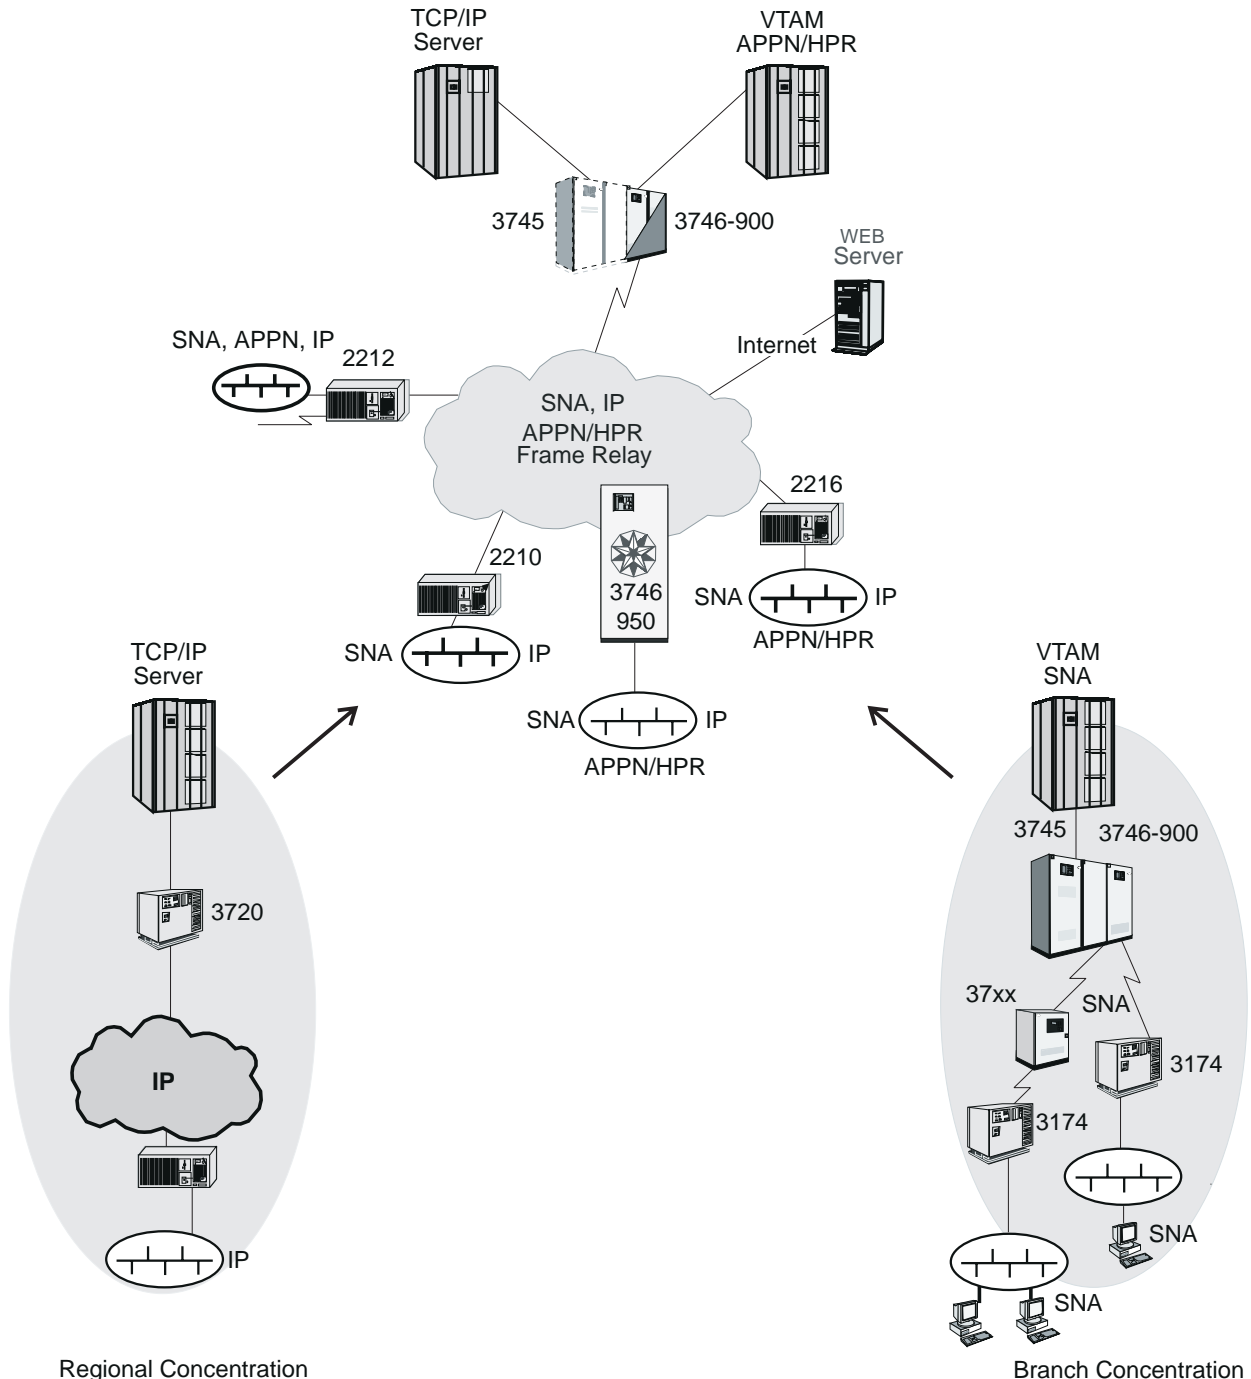 TCP/IP
Server
VTAM
APPN/HPR
3745
3746-900
WEB
Server
Internet
SNA, APPN, IP
2212
SNA, IP
APPN/HPR
Frame Relay
2216
2210
3746
950
SNA
IP
APPN/HPR
SNA
IP
SNA
IP
APPN/HPR
TCP/IP
Server
3720
IP
IP
Regional Concentration
VTAM
SNA
3745
3746-900
37xx
SNA
3174
3174
SNA
SNA
Branch Concentration